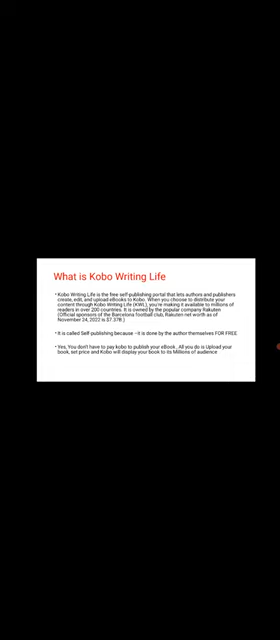 What is Kobo Writing Life
• Kobo Writing Life is the free self-publishing portal that lets authors and publishers
create, edit, and upload eBooks to Kobo. When you choose to distribute your
content through Kobo Writing Life (KWL), you're making it available to millions of
readers in over 200 countries. It is owned by the popular company Rakuten
(Official sponsors of the Barcelona football club, Rakuten net worth as of
November 24, 2022 is $7.37B!.)
• It is called Self-publishing because –it is done by the author themselves FOR FREE
• Yes, You don't have to pay kobo to publish your eBook.. All you do is Upload your
book, set price and Kobo will display your book to its Millions of audience